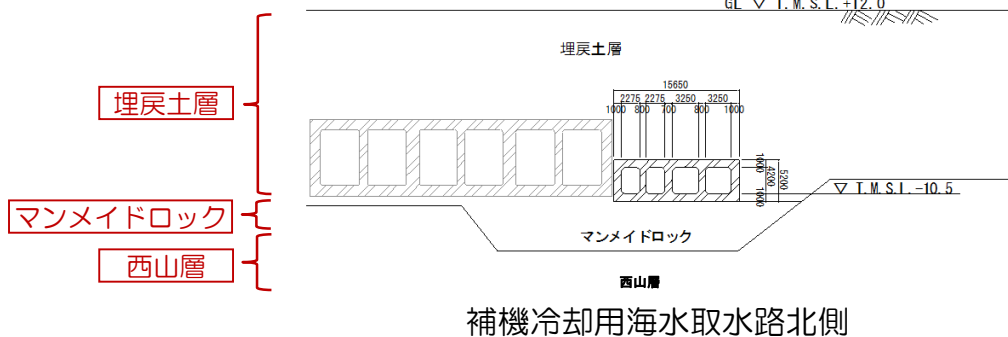 GL ▽ T.M.S.L.+12.0
埋戻土層
埋戻土層
15650
2275 2275 3250 3250
1000 800 700 800 1000
1000
4200
5200
1000
▽ T.M.S.L.-10.5
マンメイドロック
マンメイドロック
西山層
西山層
補機冷却用海水取水路北側